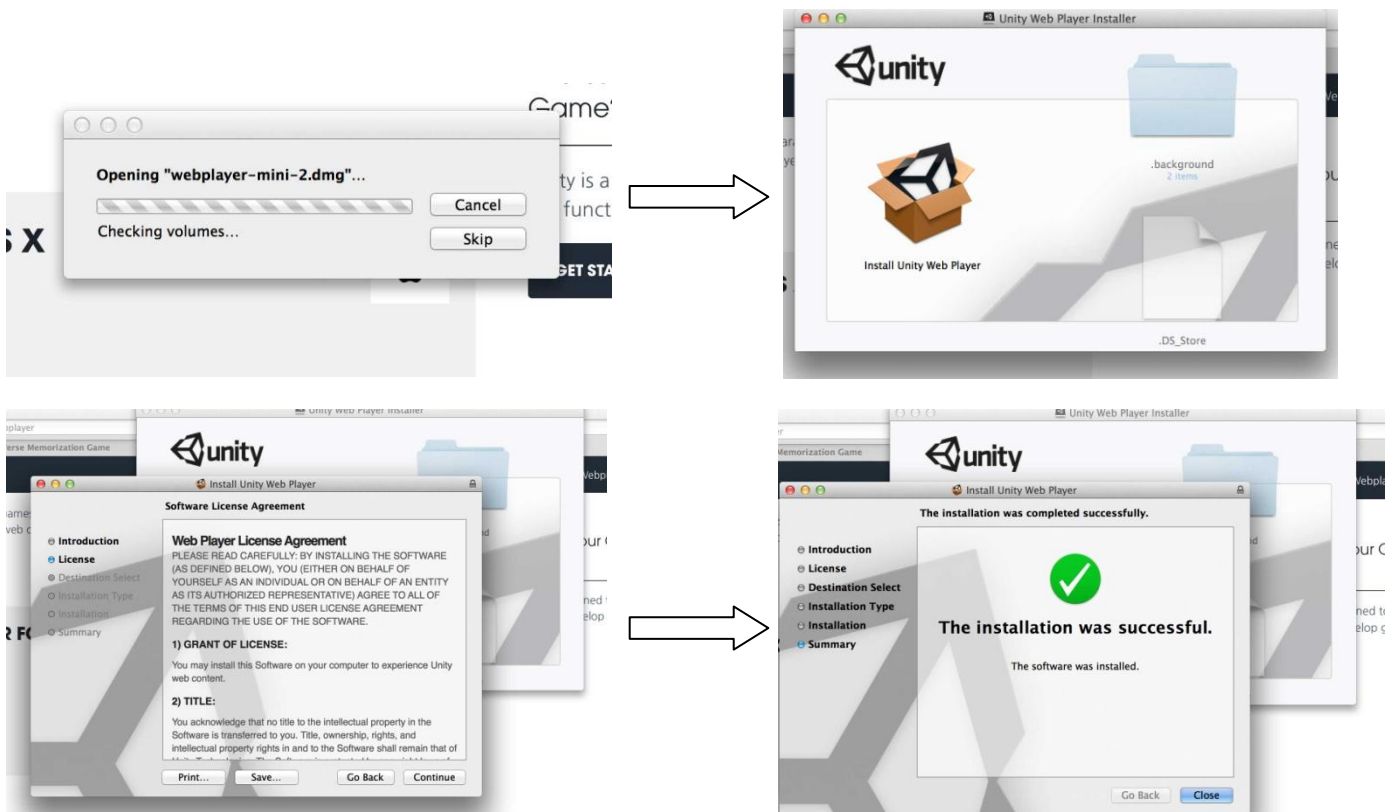 Game
Opening "webplayer-mini-2.dmg"...
Cancel
Checking volumes...
Skip
ty is a
funct
S X
GET STA
Unity Web Player Installer
unity
Install Unity Web Player
.background
2 items
.DS_Store
Unity Web Player Installer
player
erse Memorization Game
unity
Install Unity Web Player
Software License Agreement
Introduction
License
Destination Select
Installation Type
Installation
Summary
Web Player License Agreement
PLEASE READ CAREFULLY: BY INSTALLING THE SOFTWARE
(AS DEFINED BELOW), YOU (EITHER ON BEHALF OF
YOURSELF AS AN INDIVIDUAL OR ON BEHALF OF AN ENTITY
AS ITS AUTHORIZED REPRESENTATIVE) AGREE TO ALL OF
THE TERMS OF THIS END USER LICENSE AGREEMENT
REGARDING THE USE OF THE SOFTWARE.
1) GRANT OF LICENSE:
You may install this Software on your computer to experience Unity
web content.
2) TITLE:
You acknowledge that no title to the intellectual property in the
Software is transferred to you. Title, ownership, rights, and
intellectual property rights in and to the Software shall remain that of
Print...
Save...
Go Back
Continue
Unity Web Player Installer
Memorization Game
unity
Install Unity Web Player
The installation was completed successfully.
Introduction
License
Destination Select
Installation Type
Installation
Summary
The installation was successful.
The software was installed.
Go Back
Close